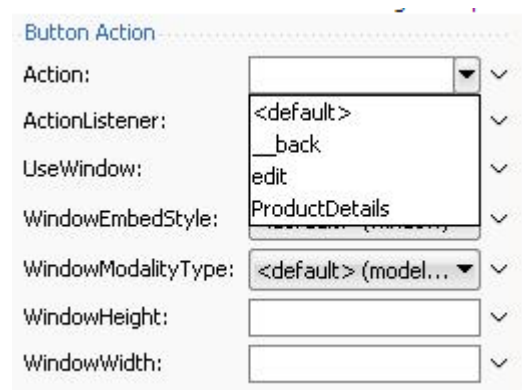 Button Action
Action:
<default>
ActionListener:
__back
UseWindow:
edit
ProductDetails
WindowEmbedStyle:
WindowModalityType: <default> (model...
WindowHeight:
WindowWidth: